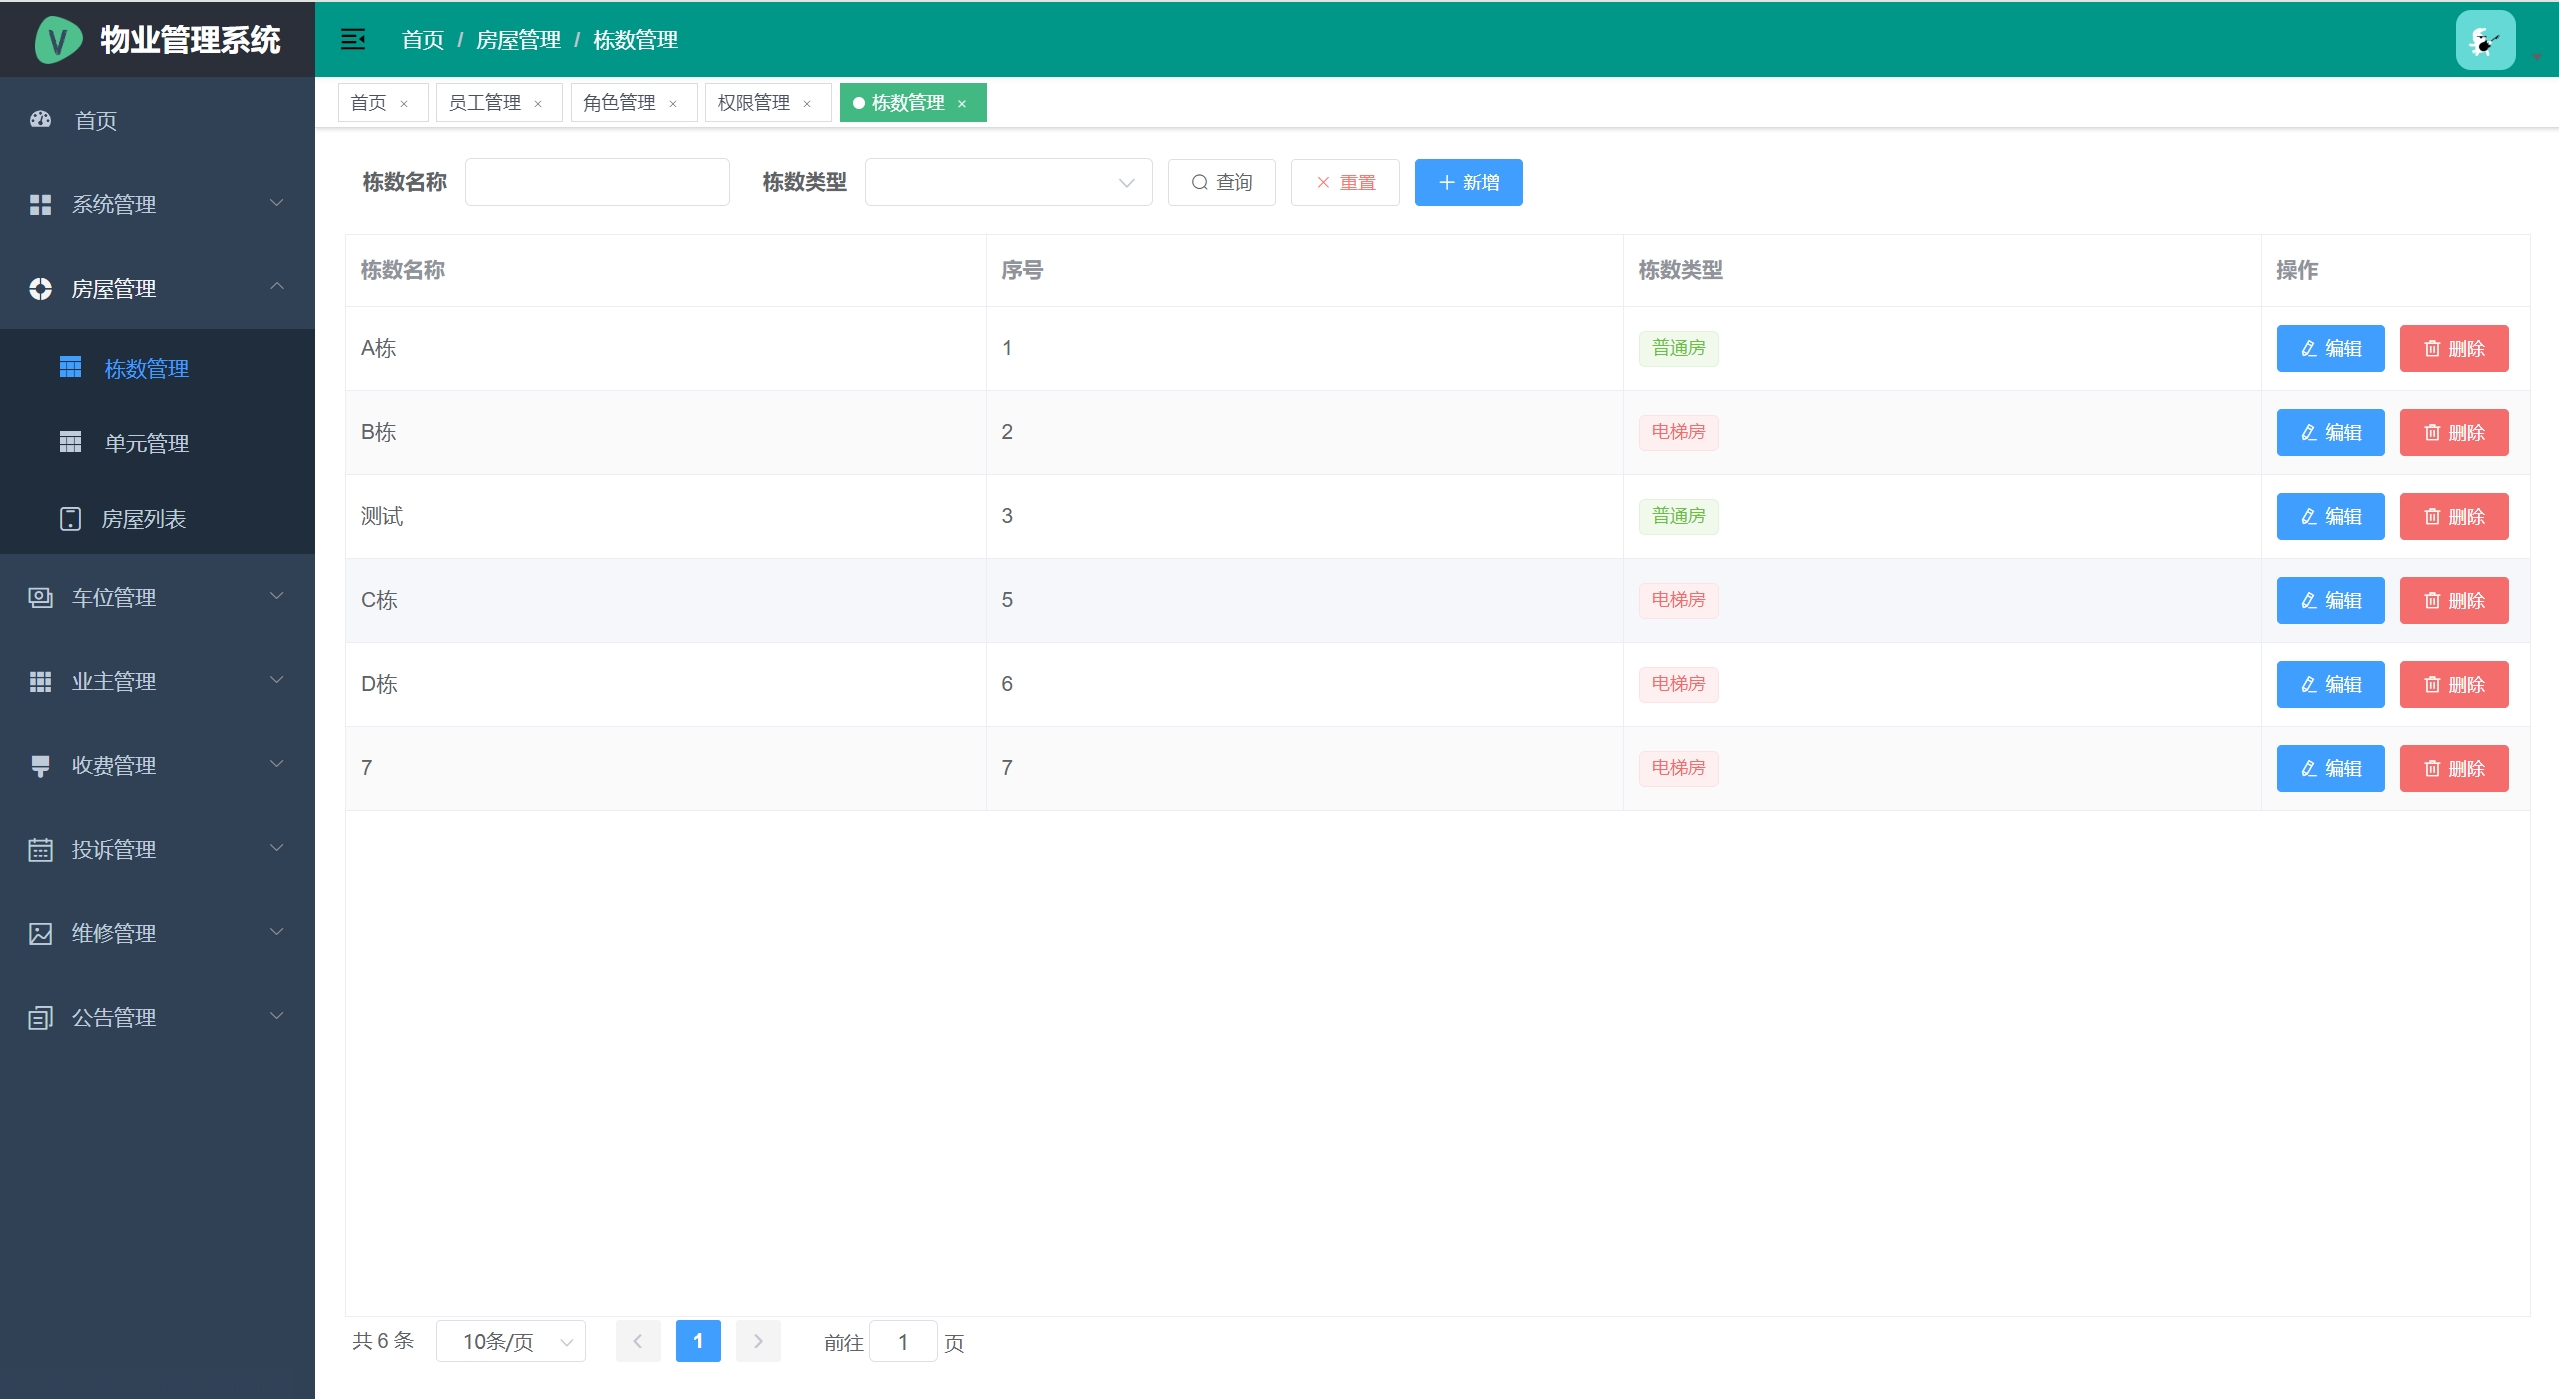 物业管理系统
首页 / 房屋管理 / 栋数管理
首页 ×
员工管理 ×
角色管理 ×
权限管理 ×
栋数管理 ×
首页
系统管理
房屋管理
栋数管理
单元管理
房屋列表
车位管理
业主管理
收费管理
投诉管理
维修管理
公告管理
栋数名称
栋数类型
查询
重置
新增
栋数名称 序号 栋数类型 操作
A栋 1 普通房 编辑 删除
B栋 2 电梯房 编辑 删除
测试 3 普通房 编辑 删除
C栋 5 电梯房 编辑 删除
D栋 6 电梯房 编辑 删除
7 7 电梯房 编辑 删除
共 6 条 10条/页 1 前往 1 页